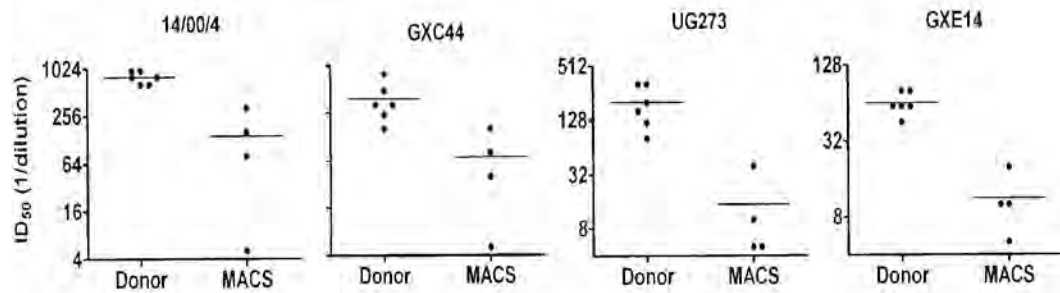 14/00/4
GXC44
UG273
GXE14
ID₅₀ (1/dilution)
1024
256
64
16
4
512
128
32
8
128
32
8
Donor MACS
Donor MACS
Donor MACS
Donor MACS